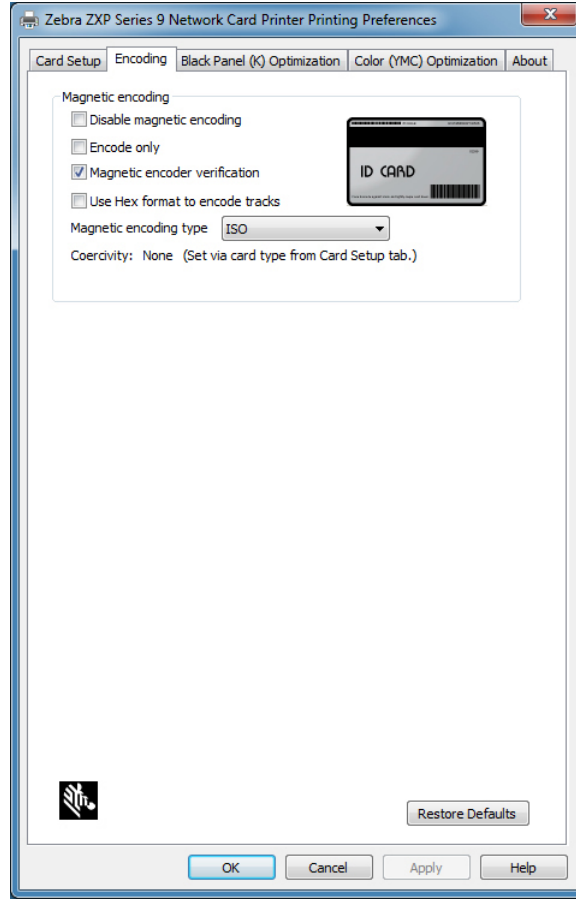 Zebra ZXP Series 9 Network Card Printer Printing Preferences
Card Setup Encoding Black Panel (K) Optimization Color (YMC) Optimization About
Magnetic encoding
Disable magnetic encoding
Encode only
Magnetic encoder verification
Use Hex format to encode tracks
ID CARD
Magnetic encoding type ISO
Coercivity: None (Set via card type from Card Setup tab.)
Restore Defaults
OK Cancel Apply Help